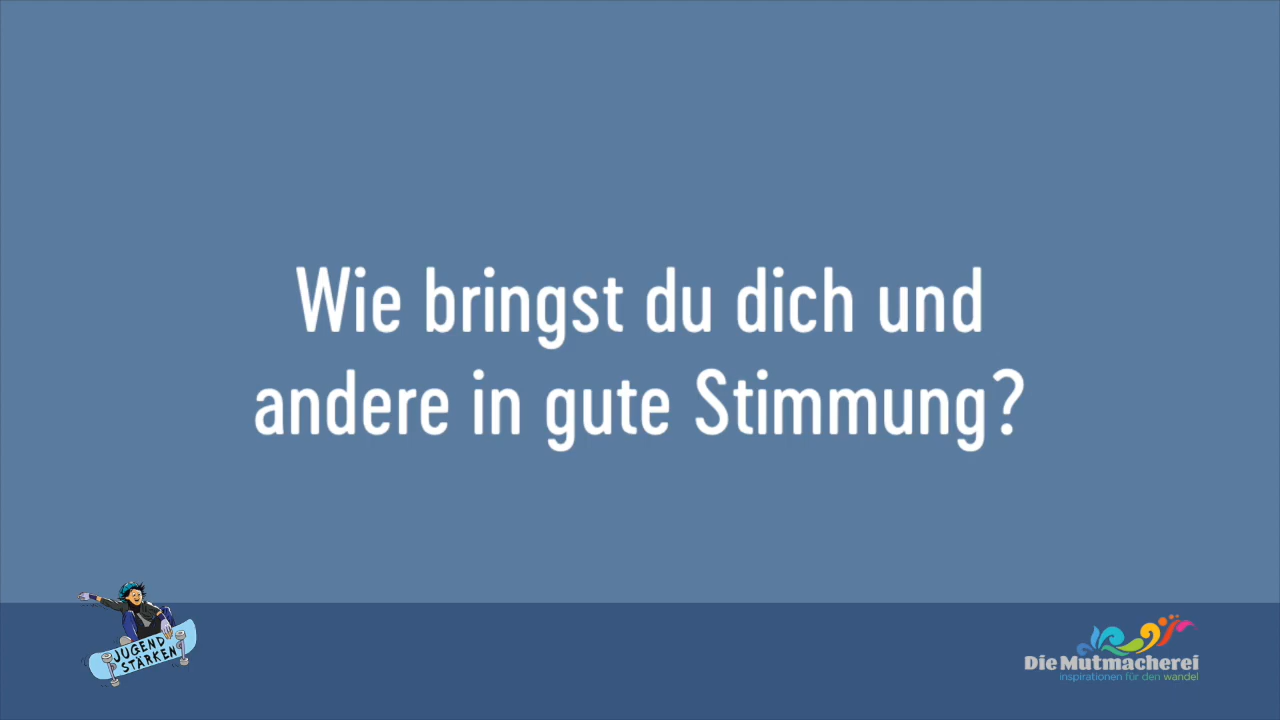 Wie bringst du dich und
andere in gute Stimmung?
JUGEND
STÄRKEN
Die Mutmacherei
inspirationen für den wandel